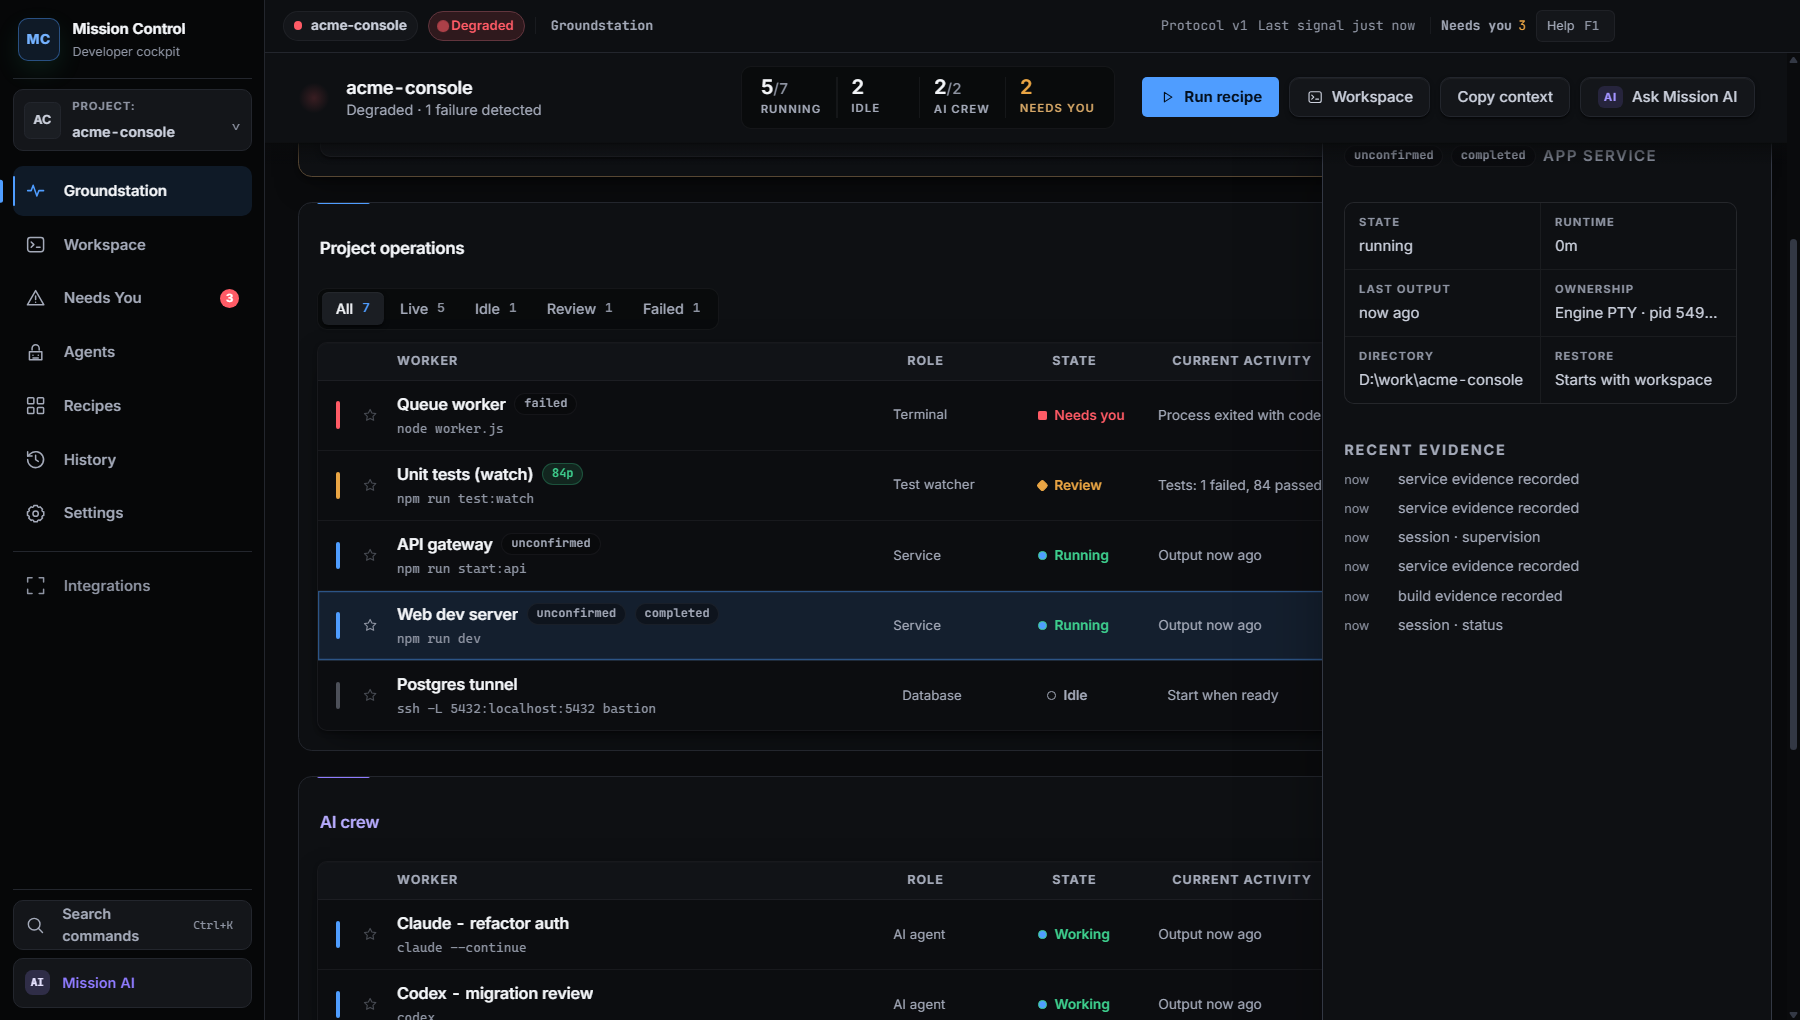 MC
Mission Control
Developer cockpit
AC
PROJECT:
acme-console
Groundstation
Workspace
Needs You 3
Agents
Recipes
History
Settings
Integrations
Search commands Ctrl+K
AI Mission AI
acme-console Degraded Groundstation
Protocol v1 Last signal just now Needs you 3 Help F1
acme-console
Degraded · 1 failure detected
5/7 RUNNING
2 IDLE
2/2 AI CREW
2 NEEDS YOU
Run recipe
Workspace
Copy context
AI Ask Mission AI
Project operations
All 7 Live 5 Idle 1 Review 1 Failed 1
WORKER ROLE STATE CURRENT ACTIVITY
Queue worker failed
node worker.js
Terminal Needs you Process exited with code
Unit tests (watch) 84p
npm run test:watch
Test watcher Review Tests: 1 failed, 84 passed
API gateway unconfirmed
npm run start:api
Service Running Output now ago
Web dev server unconfirmed completed
npm run dev
Service Running Output now ago
Postgres tunnel
ssh -L 5432:localhost:5432 bastion
Database Idle Start when ready
AI crew
WORKER ROLE STATE CURRENT ACTIVITY
Claude - refactor auth
claude --continue
AI agent Working Output now ago
Codex - migration review
codex
AI agent Working Output now ago
unconfirmed completed APP SERVICE
STATE
running
RUNTIME
0m
LAST OUTPUT
now ago
OWNERSHIP
Engine PTY · pid 549…
DIRECTORY
D:\work\acme-console
RESTORE
Starts with workspace
RECENT EVIDENCE
now service evidence recorded
now service evidence recorded
now session · supervision
now service evidence recorded
now build evidence recorded
now session · status